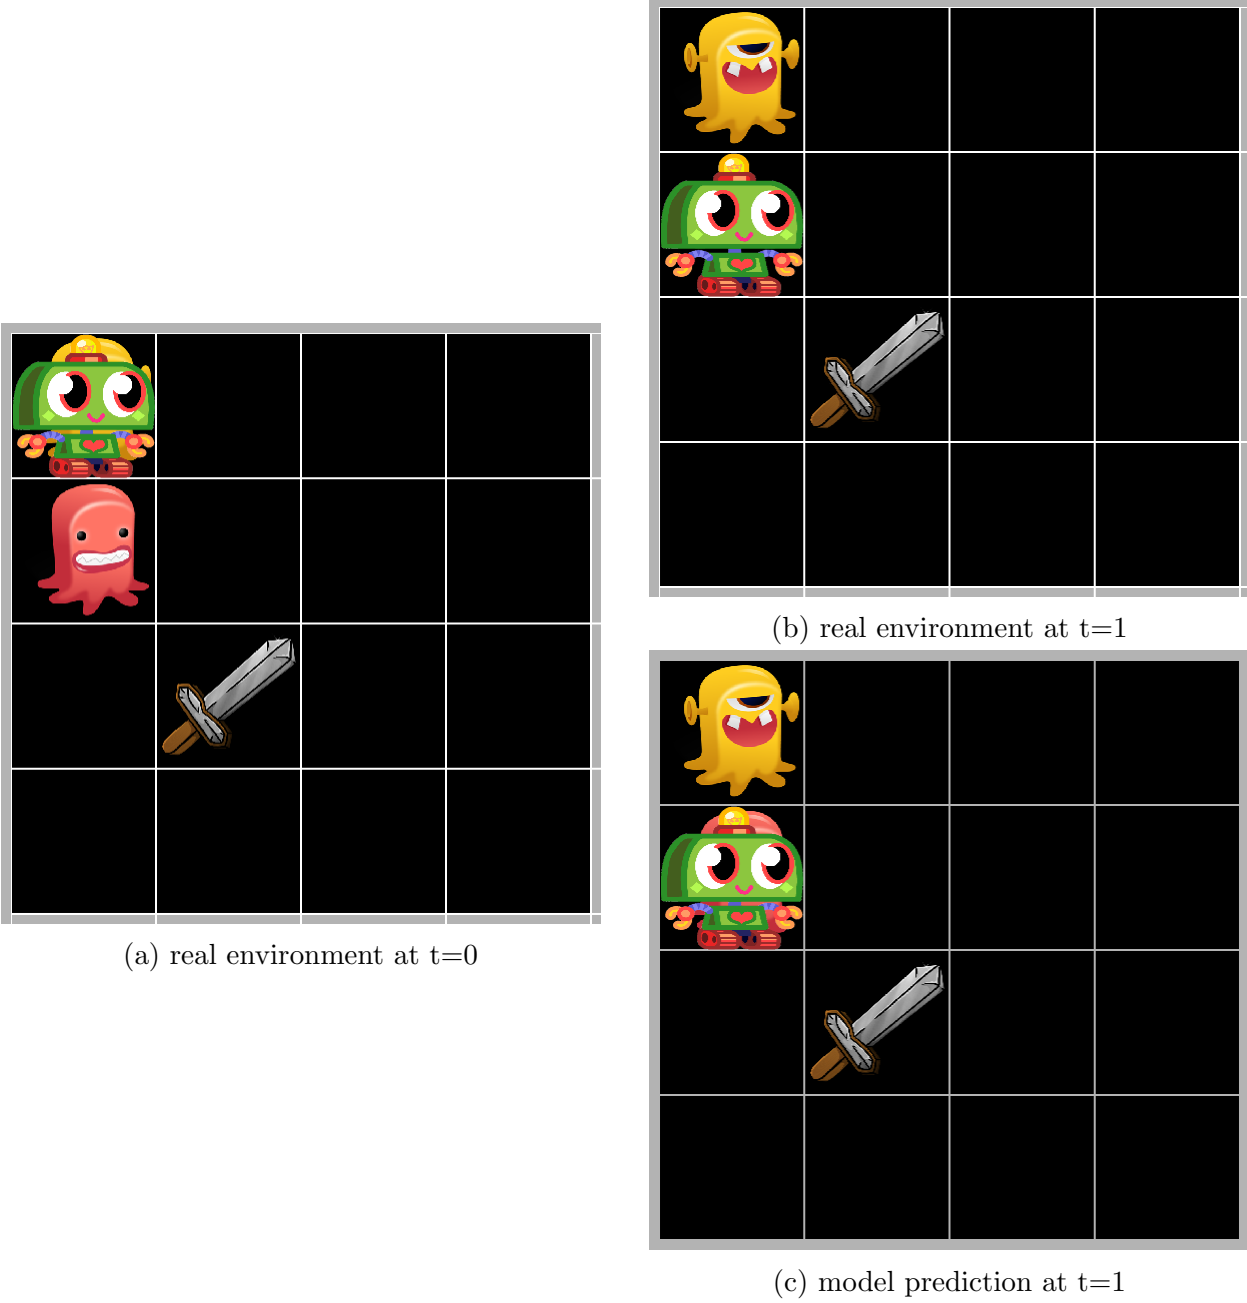 (b) real environment at t=1
(a) real environment at t=0
(c) model prediction at t=1